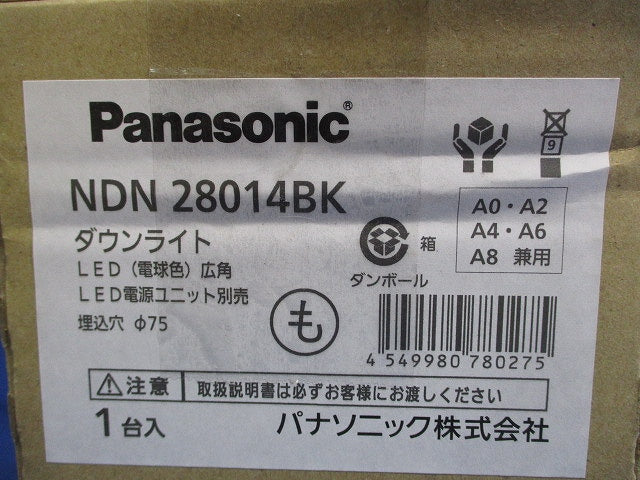 Panasonic®
NDN 28014BK
ダウンライト
LED（電球色）広角
LED電源ユニット別売
埋込穴 φ75
も
9
箱
ダンボール
A0・A2
A4・A6
A8 兼用
4 549980 780275
注意 取扱説明書は必ずお客様にお渡しください
1台入 パナソニック株式会社